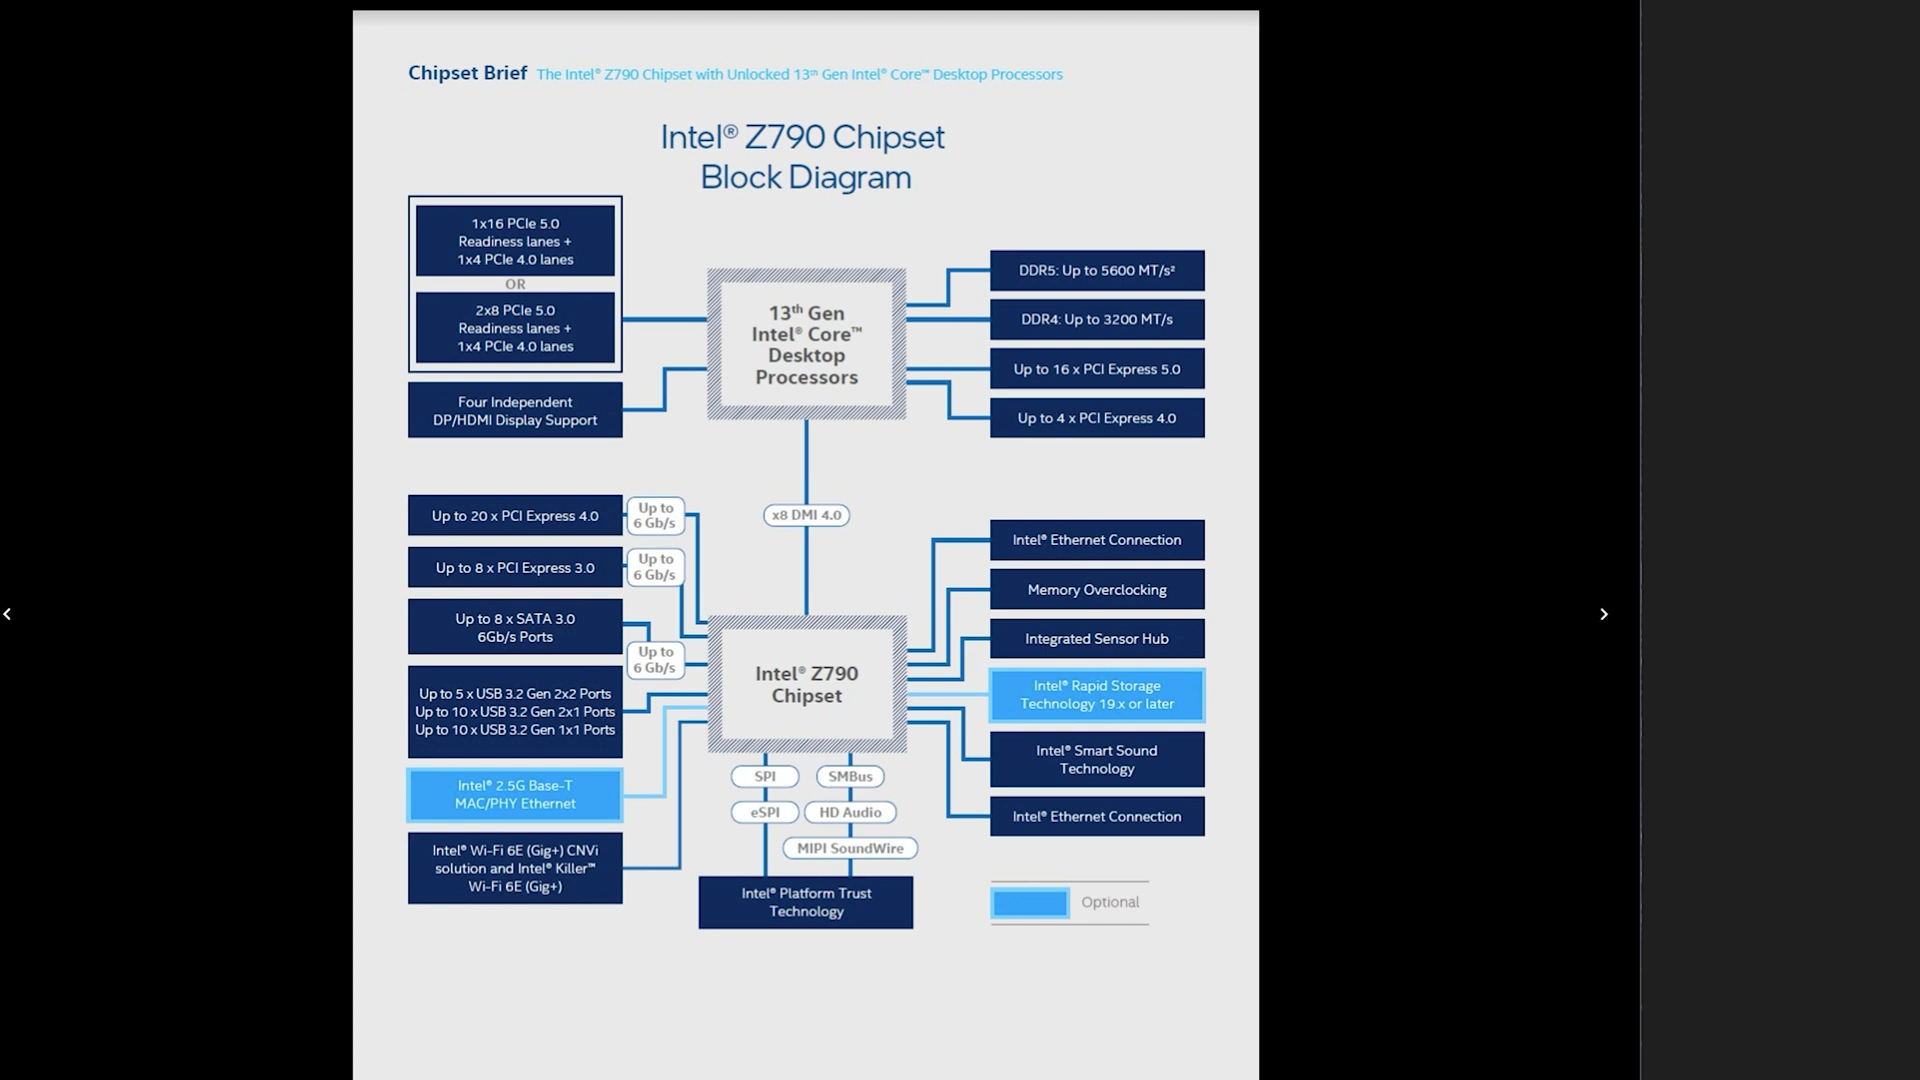 Chipset Brief The Intel® Z790 Chipset with Unlocked 13th Gen Intel® Core™ Desktop Processors
Intel® Z790 Chipset
Block Diagram
1x16 PCIe 5.0
Readiness lanes +
1x4 PCIe 4.0 lanes
OR
2x8 PCIe 5.0
Readiness lanes +
1x4 PCIe 4.0 lanes
Four Independent
DP/HDMI Display Support
13th Gen
Intel® Core™
Desktop
Processors
DDR5: Up to 5600 MT/s²
DDR4: Up to 3200 MT/s
Up to 16 x PCI Express 5.0
Up to 4 x PCI Express 4.0
x8 DMI 4.0
Up to 20 x PCI Express 4.0
Up to
6 Gb/s
Up to 8 x PCI Express 3.0
Up to
6 Gb/s
Up to 8 x SATA 3.0
6Gb/s Ports
Up to
6 Gb/s
Up to 5 x USB 3.2 Gen 2x2 Ports
Up to 10 x USB 3.2 Gen 2x1 Ports
Up to 10 x USB 3.2 Gen 1x1 Ports
Intel® 2.5G Base-T
MAC/PHY Ethernet
Intel® Wi-Fi 6E (Gig+) CNVi
solution and Intel® Killer™
Wi-Fi 6E (Gig+)
Intel® Z790
Chipset
Intel® Ethernet Connection
Memory Overclocking
Integrated Sensor Hub
Intel® Rapid Storage
Technology 19.x or later
Intel® Smart Sound
Technology
Intel® Ethernet Connection
SPI
SMBus
eSPI
HD Audio
MIPI SoundWire
Intel® Platform Trust
Technology
Optional